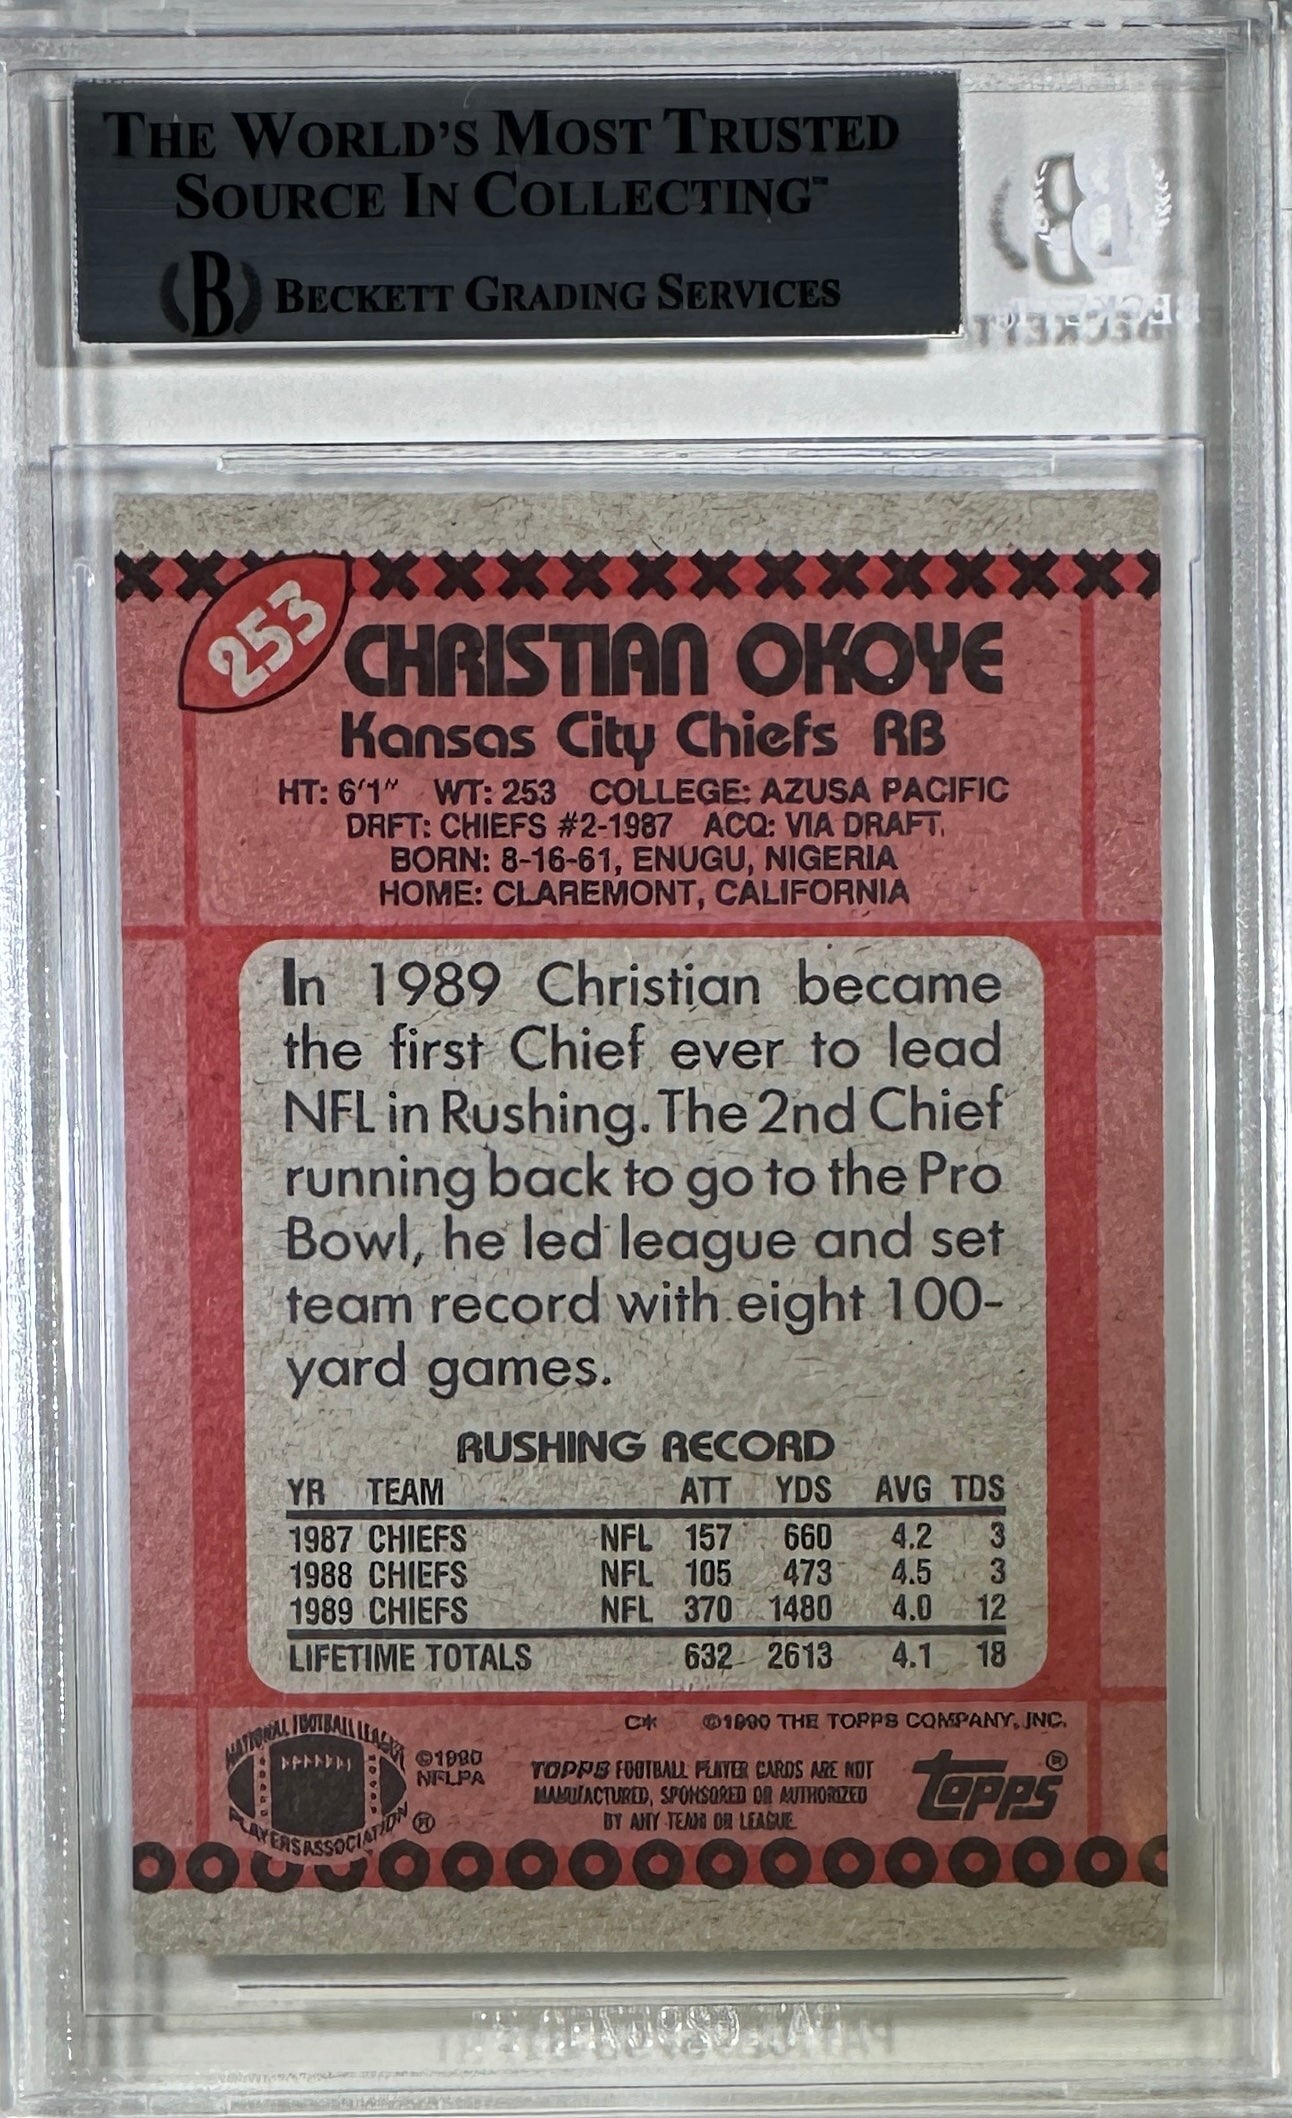 THE WORLD'S MOST TRUSTED
SOURCE IN COLLECTING™
B BECKETT GRADING SERVICES
B
BECKETT
253
CHRISTIAN OKOYE
Kansas City Chiefs RB
HT: 6'1" WT: 253 COLLEGE: AZUSA PACIFIC
DRFT: CHIEFS #2-1987 ACQ: VIA DRAFT.
BORN: 8-16-61, ENUGU, NIGERIA
HOME: CLAREMONT, CALIFORNIA
In 1989 Christian became
the first Chief ever to lead
NFL in Rushing. The 2nd Chief
running back to go to the Pro
Bowl, he led league and set
team record with eight 100-
yard games.
RUSHING RECORD
YR TEAM ATT YDS AVG TDS
1987 CHIEFS NFL 157 660 4.2 3
1988 CHIEFS NFL 105 473 4.5 3
1989 CHIEFS NFL 370 1480 4.0 12
LIFETIME TOTALS 632 2613 4.1 18
C* ©1990 THE TOPPS COMPANY, INC.
NATIONAL FOOTBALL LEAGUE
PLAYERS ASSOCIATION ®
©1990
NFLPA
TOPPS FOOTBALL PLAYER CARDS ARE NOT
MANUFACTURED, SPONSORED OR AUTHORIZED
BY ANY TEAM OR LEAGUE.
topps®